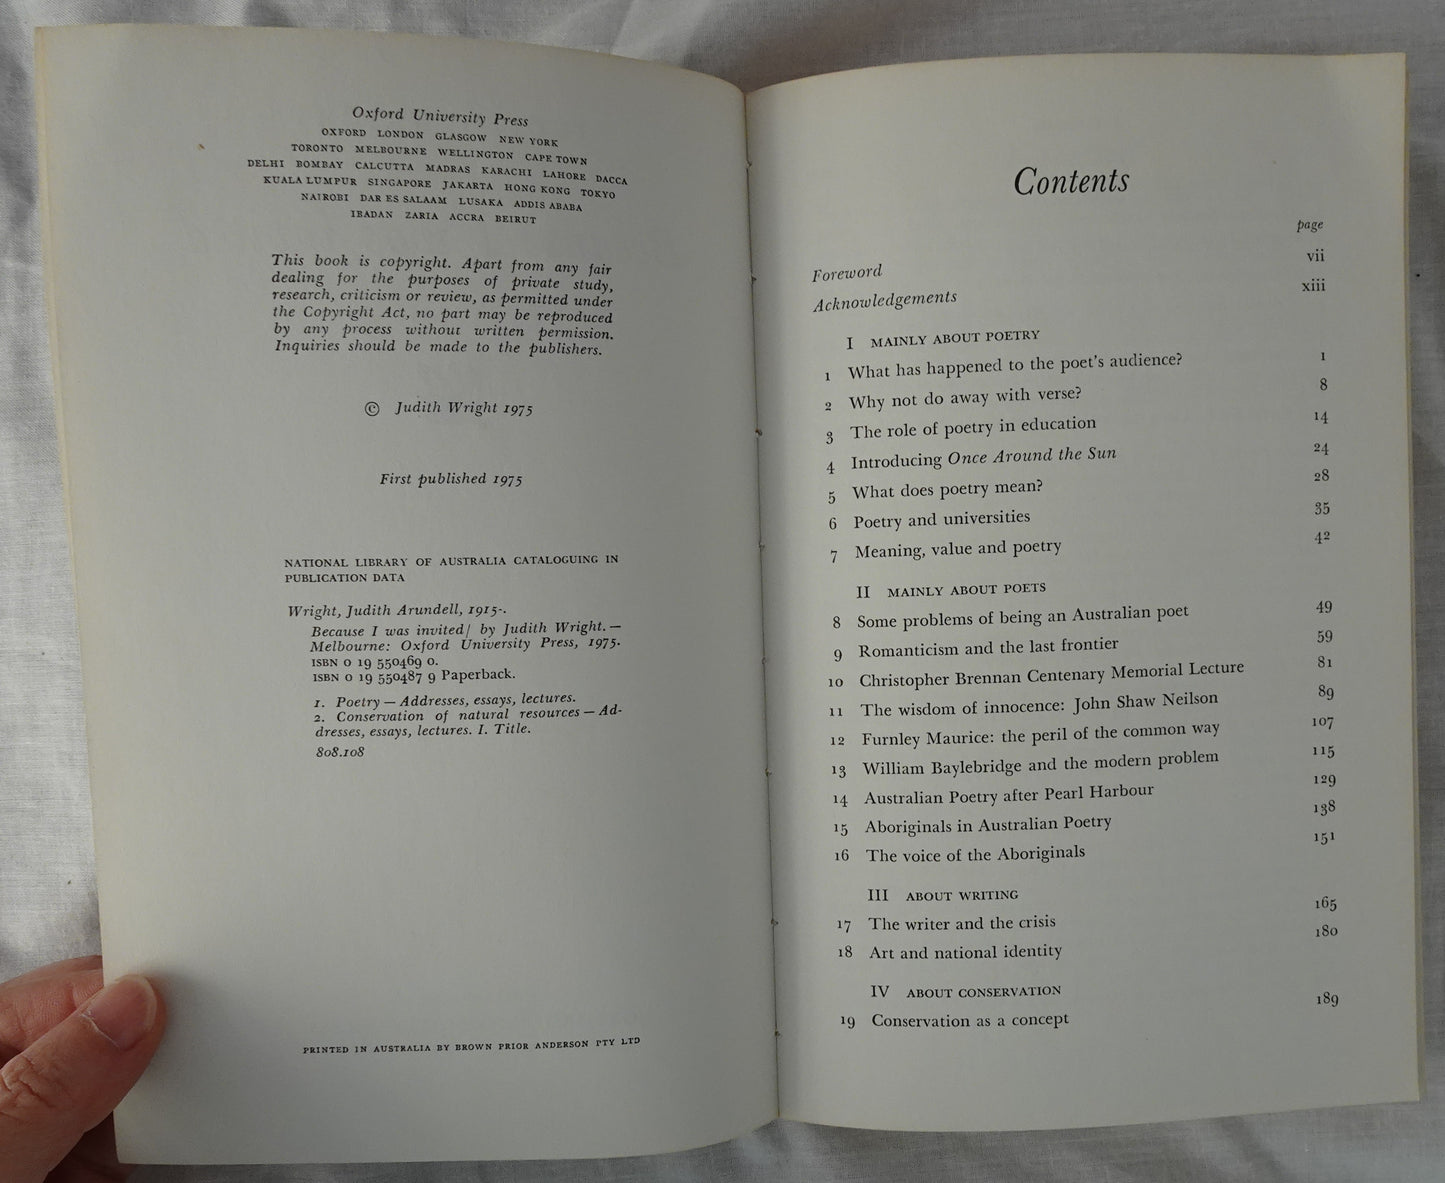 Oxford University Press
OXFORD LONDON GLASGOW NEW YORK
TORONTO MELBOURNE WELLINGTON CAPE TOWN
DELHI BOMBAY CALCUTTA MADRAS KARACHI LAHORE DACCA
KUALA LUMPUR SINGAPORE JAKARTA HONG KONG TOKYO
NAIROBI DAR ES SALAAM LUSAKA ADDIS ABABA
IBADAN ZARIA ACCRA BEIRUT
This book is copyright. Apart from any fair
dealing for the purposes of private study,
research, criticism or review, as permitted under
the Copyright Act, no part may be reproduced
by any process without written permission.
Inquiries should be made to the publishers.
© Judith Wright 1975
First published 1975
NATIONAL LIBRARY OF AUSTRALIA CATALOGUING IN
PUBLICATION DATA
Wright, Judith Arundell, 1915-.
Because I was invited/ by Judith Wright. —
Melbourne: Oxford University Press, 1975.
ISBN 0 19 550469 0.
ISBN 0 19 550487 9 Paperback.
1. Poetry — Addresses, essays, lectures.
2. Conservation of natural resources — Ad-
dresses, essays, lectures. I. Title.
808.108
PRINTED IN AUSTRALIA BY BROWN PRIOR ANDERSON PTY LTD
Contents
page
Foreword vii
Acknowledgements xiii
I MAINLY ABOUT POETRY
1 What has happened to the poet's audience? 1
2 Why not do away with verse? 8
3 The role of poetry in education 14
4 Introducing Once Around the Sun 24
5 What does poetry mean? 28
6 Poetry and universities 35
7 Meaning, value and poetry 42
II MAINLY ABOUT POETS
8 Some problems of being an Australian poet 49
9 Romanticism and the last frontier 59
10 Christopher Brennan Centenary Memorial Lecture 81
11 The wisdom of innocence: John Shaw Neilson 89
12 Furnley Maurice: the peril of the common way 107
13 William Baylebridge and the modern problem 115
14 Australian Poetry after Pearl Harbour 129
15 Aboriginals in Australian Poetry 138
16 The voice of the Aboriginals 151
III ABOUT WRITING
17 The writer and the crisis 165
18 Art and national identity 180
IV ABOUT CONSERVATION
19 Conservation as a concept 189